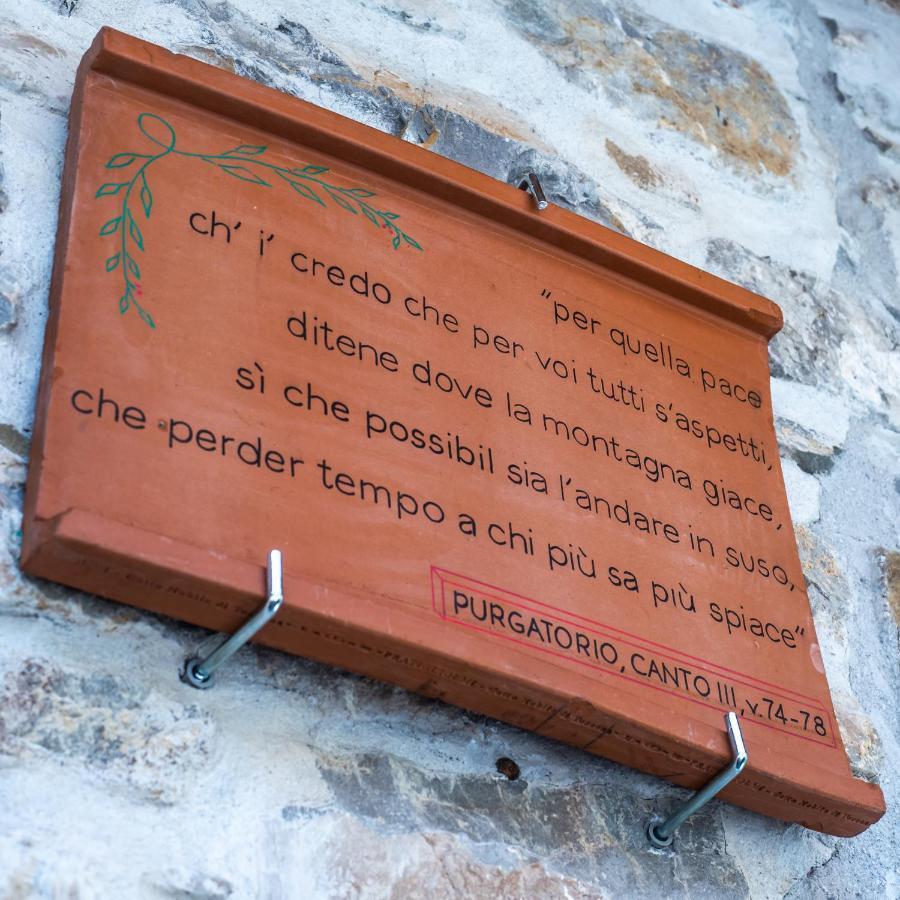 “per quella pace
ch’ i’ credo che per voi tutti s’aspetti,
ditene dove la montagna giace,
sì che possibil sia l’andare in suso,
che perder tempo a chi più sa più spiace“
PURGATORIO, CANTO III, v.74-78